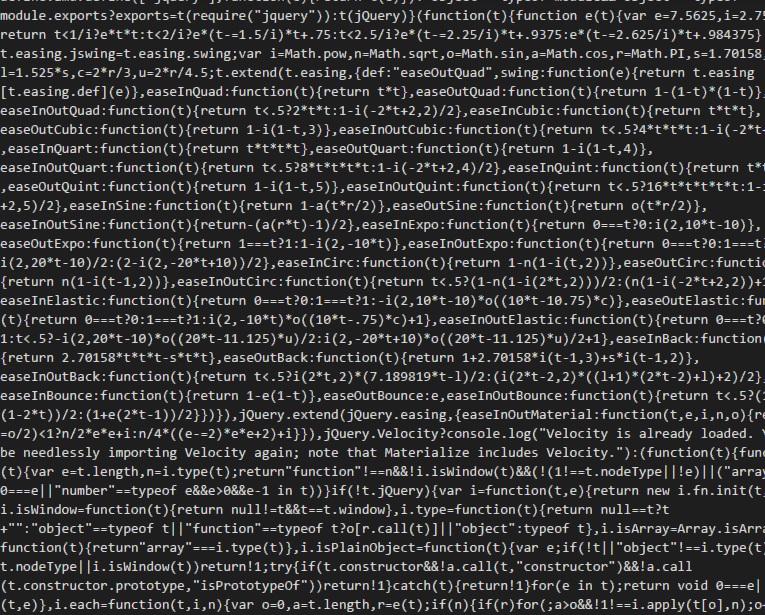 module.exports?exports=t(require("jquery")):t(jQuery)}(function(t){function e(t){var e=7.5625,i=2.75
return t<1/i?e*t*t:t<2/i?e*(t-=1.5/i)*t+.75:t<2.5/i?e*(t-=2.25/i)*t+.9375:e*(t-=2.625/i)*t+.984375}
t.easing.jswing=t.easing.swing;var i=Math.pow,n=Math.sqrt,o=Math.sin,a=Math.cos,r=Math.PI,s=1.70158,
l=1.525*s,c=2*r/3,u=2*r/4.5;t.extend(t.easing,{def:"easeOutQuad",swing:function(e){return t.easing
[t.easing.def](e)},easeInQuad:function(t){return t*t},easeOutQuad:function(t){return 1-(1-t)*(1-t)},
easeInOutQuad:function(t){return t<.5?2*t*t:1-i(-2*t+2,2)/2},easeInCubic:function(t){return t*t*t},
easeOutCubic:function(t){return 1-i(1-t,3)},easeInOutCubic:function(t){return t<.5?4*t*t*t:1-i(-2*t+
,easeInQuart:function(t){return t*t*t*t},easeOutQuart:function(t){return 1-i(1-t,4)},
easeInOutQuart:function(t){return t<.5?8*t*t*t*t:1-i(-2*t+2,4)/2},easeInQuint:function(t){return t*t
,easeOutQuint:function(t){return 1-i(1-t,5)},easeInOutQuint:function(t){return t<.5?16*t*t*t*t*t:1-i
+2,5)/2},easeInSine:function(t){return 1-a(t*r/2)},easeOutSine:function(t){return o(t*r/2)},
easeInOutSine:function(t){return-(a(r*t)-1)/2},easeInExpo:function(t){return 0===t?0:i(2,10*t-10)},
easeOutExpo:function(t){return 1===t?1:1-i(2,-10*t)},easeInOutExpo:function(t){return 0===t?0:1===t?
i(2,20*t-10)/2:(2-i(2,-20*t+10))/2},easeInCirc:function(t){return 1-n(1-i(t,2))},easeOutCirc:function
{return n(1-i(t-1,2))},easeInOutCirc:function(t){return t<.5?(1-n(1-i(2*t,2)))/2:(n(1-i(-2*t+2,2))+1
easeInElastic:function(t){return 0===t?0:1===t?1:-i(2,10*t-10)*o((10*t-10.75)*c)},easeOutElastic:fun
(t){return 0===t?0:1===t?1:i(2,-10*t)*o((10*t-.75)*c)+1},easeInOutElastic:function(t){return 0===t?0
1:t<.5?-i(2,20*t-10)*o((20*t-11.125)*u)/2:i(2,-20*t+10)*o((20*t-11.125)*u)/2+1},easeInBack:function
{return 2.70158*t*t*t-s*t*t},easeOutBack:function(t){return 1+2.70158*i(t-1,3)+s*i(t-1,2)},
easeInOutBack:function(t){return t<.5?i(2*t,2)*(7.189819*t-l)/2:(i(2*t-2,2)*((l+1)*(2*t-2)+l)+2)/2},
easeInBounce:function(t){return 1-e(1-t)},easeOutBounce:e,easeInOutBounce:function(t){return t<.5?(1
(1-2*t))/2:(1+e(2*t-1))/2}})}),jQuery.extend(jQuery.easing,{easeInOutMaterial:function(t,e,i,n,o){re
=o/2)<1?n/2*e*e+i:n/4*((e-=2)*e*e+2)+i}}),jQuery.Velocity?console.log("Velocity is already loaded. Y
be needlessly importing Velocity again; note that Materialize includes Velocity."):(function(t){func
(t){var e=t.length,n=i.type(t);return"function"!==n&&!i.isWindow(t)&&(!(1!==t.nodeType||!e)||("array
0===e||"number"==typeof e&&e>0&&e-1 in t))}if(!t.jQuery){var i=function(t,e){return new i.fn.init(t,
i.isWindow=function(t){return null!=t&&t==t.window},i.type=function(t){return null==t?t
+"":"object"==typeof t||"function"==typeof t?o[r.call(t)]||"object":typeof t},i.isArray=Array.isArra
function(t){return"array"===i.type(t)},i.isPlainObject=function(t){var e;if(!t||"object"!==i.type(t)
t.nodeType||i.isWindow(t))return!1;try{if(t.constructor&&!a.call(t,"constructor")&&!a.call
(t.constructor.prototype,"isPrototypeOf"))return!1}catch(t){return!1}for(e in t);return void 0===e||
(t,e)},i.each=function(t,i,n){var o=0,a=t.length,r=e(t);if(n){if(r)for(;a>o&&!1!==i.apply(t[o],n);o